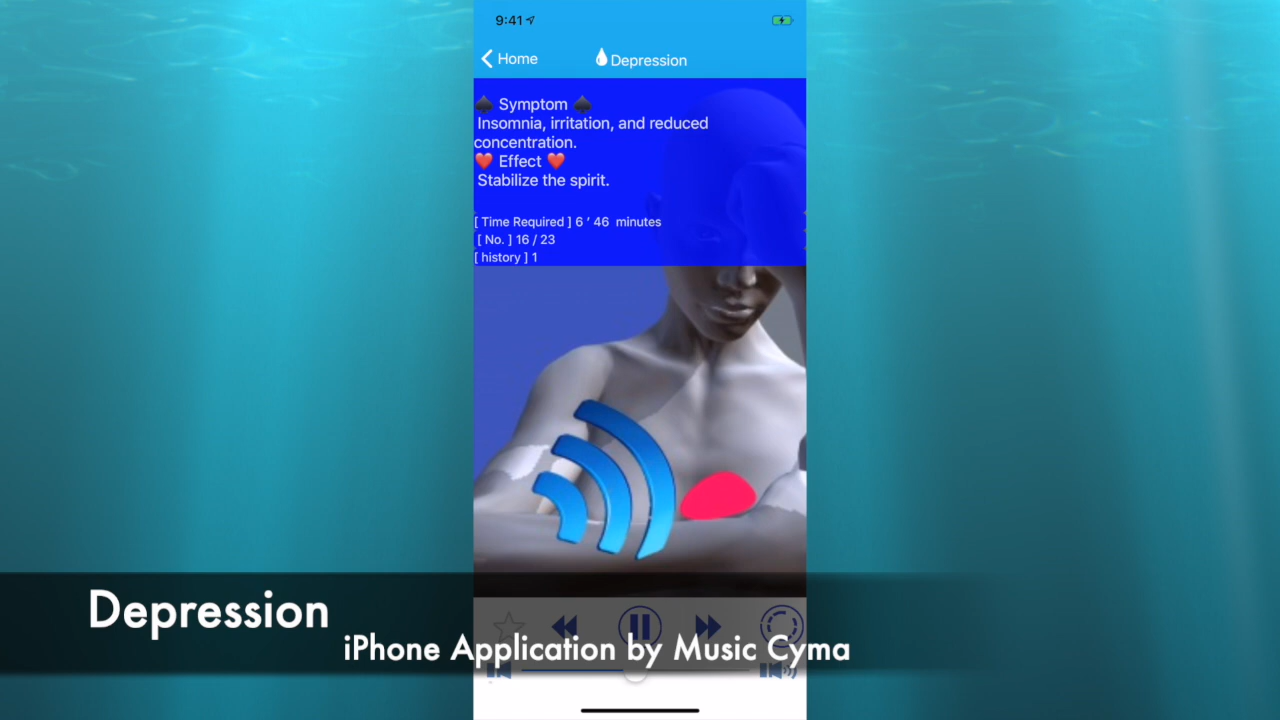 9:41
Home
Depression
♠ Symptom ♠
Insomnia, irritation, and reduced
concentration.
❤️ Effect ❤️
Stabilize the spirit.
[ Time Required ] 6 ’ 46  minutes
[ No. ] 16 / 23
[ history ] 1
Depression
iPhone Application by Music Cyma